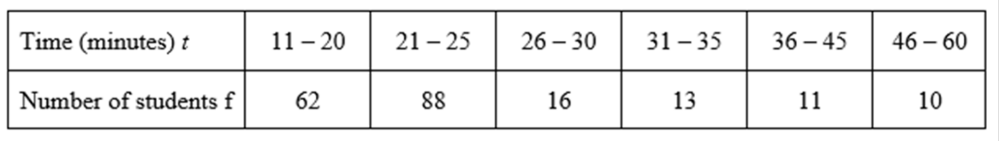 Time (minutes) t 11 – 20 21 – 25 26 – 30 31 – 35 36 – 45 46 – 60
Number of students f 62 88 16 13 11 10